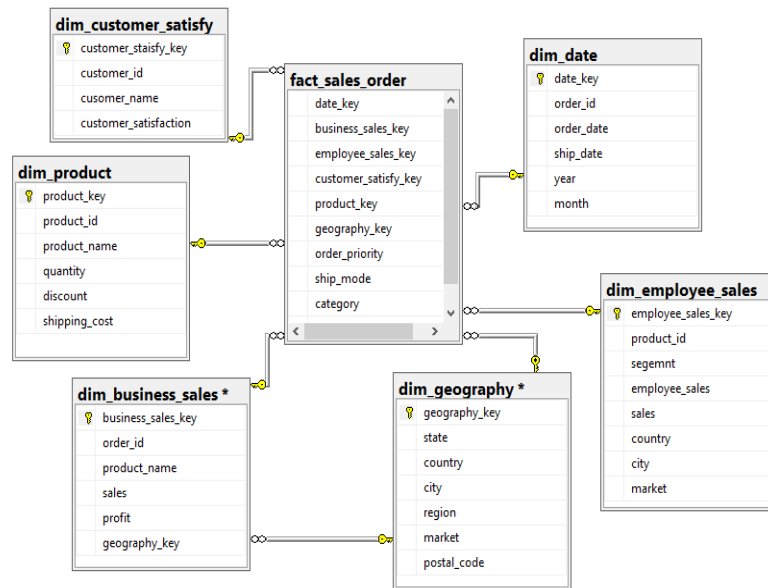 dim_customer_satisfy
customer_staisfy_key
customer_id
cusomer_name
customer_satisfaction
fact_sales_order
date_key
business_sales_key
employee_sales_key
customer_satisfy_key
product_key
geography_key
order_priority
ship_mode
category
dim_date
date_key
order_id
order_date
ship_date
year
month
dim_product
product_key
product_id
product_name
quantity
discount
shipping_cost
dim_employee_sales
employee_sales_key
product_id
segemnt
employee_sales
sales
country
city
market
dim_business_sales *
business_sales_key
order_id
product_name
sales
profit
geography_key
dim_geography *
geography_key
state
country
city
region
market
postal_code